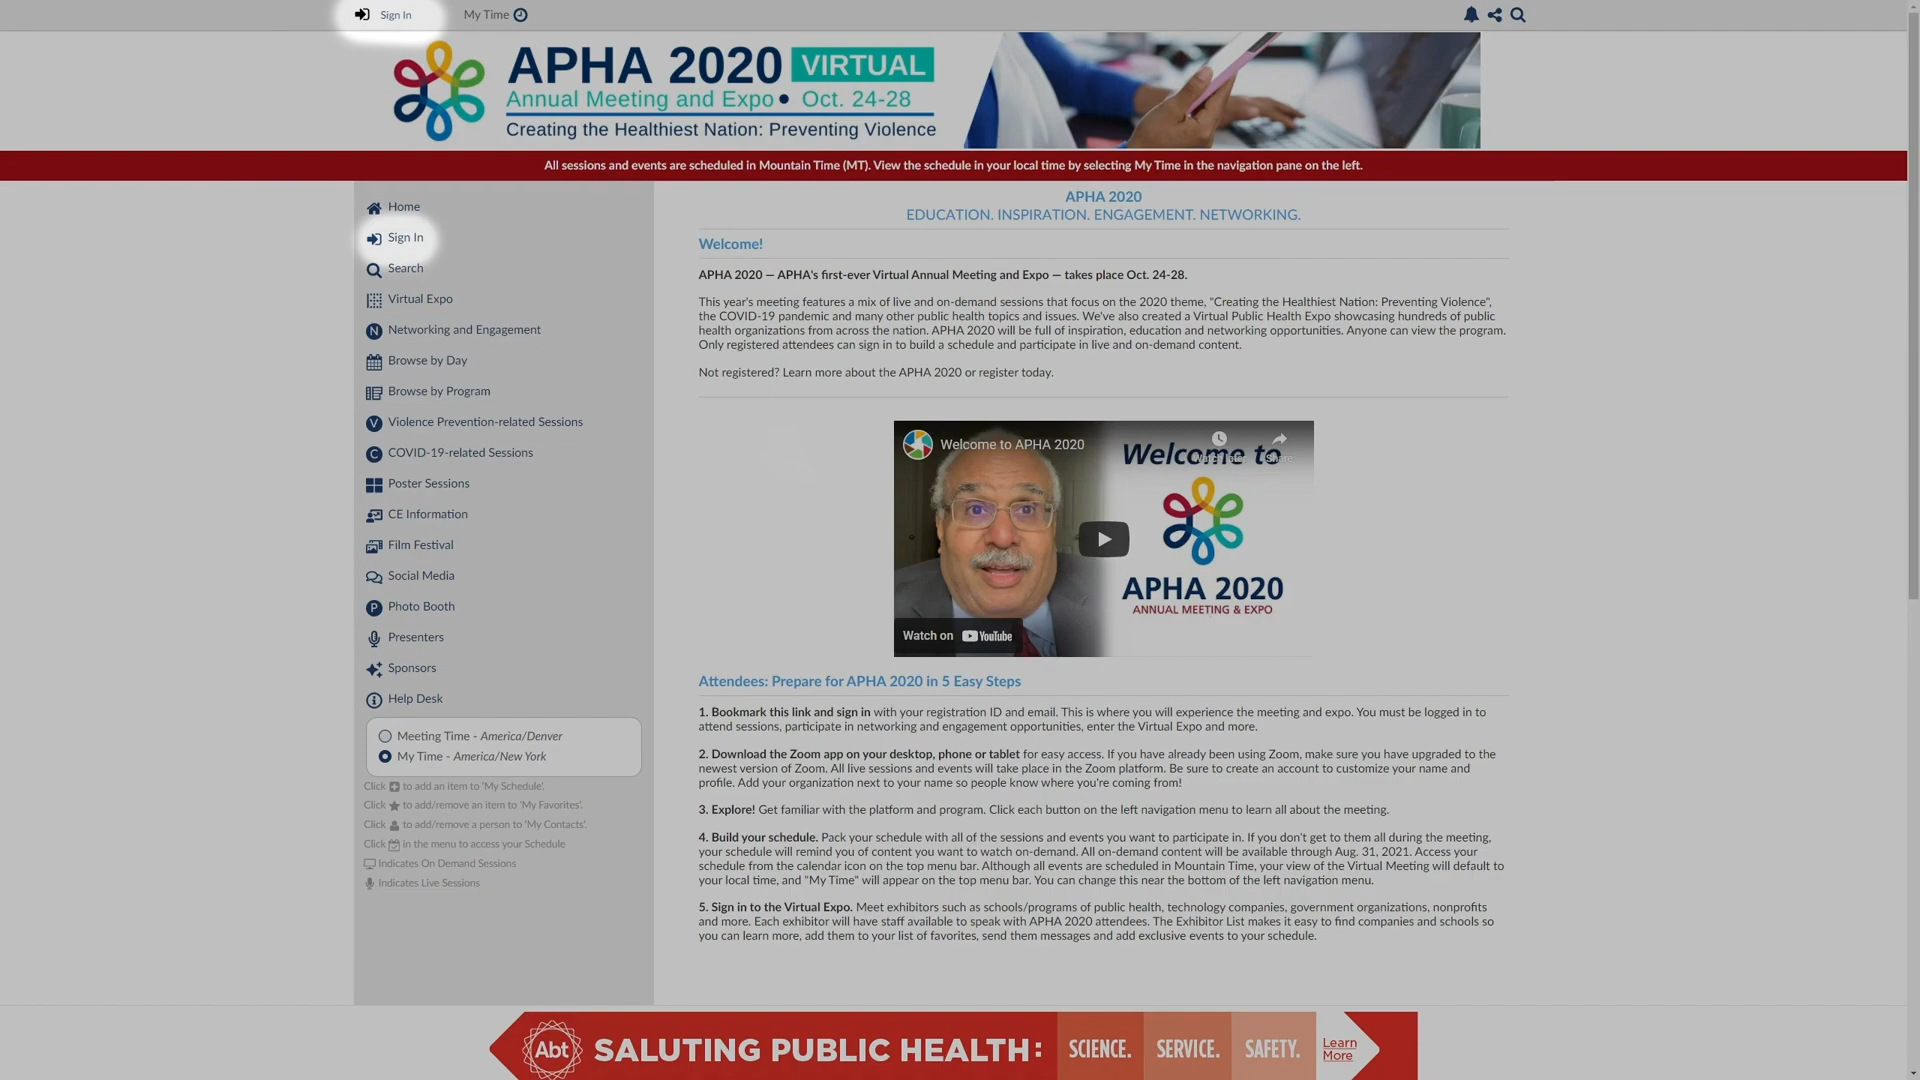 Sign In
My Time
APHA 2020 VIRTUAL
Annual Meeting and Expo • Oct. 24-28
Creating the Healthiest Nation: Preventing Violence
All sessions and events are scheduled in Mountain Time (MT). View the schedule in your local time by selecting My Time in the navigation pane on the left.
Home
Sign In
Search
Virtual Expo
N Networking and Engagement
Browse by Day
Browse by Program
V Violence Prevention-related Sessions
C COVID-19-related Sessions
Poster Sessions
CE Information
Film Festival
Social Media
P Photo Booth
Presenters
Sponsors
Help Desk
Meeting Time - America/Denver
My Time - America/New York
Click to add an item to 'My Schedule'.
Click to add/remove an item to 'My Favorites'.
Click to add/remove a person to 'My Contacts'.
Click in the menu to access your Schedule
Indicates On Demand Sessions
Indicates Live Sessions
APHA 2020
EDUCATION. INSPIRATION. ENGAGEMENT. NETWORKING.
Welcome!
APHA 2020 — APHA's first-ever Virtual Annual Meeting and Expo — takes place Oct. 24-28.
This year's meeting features a mix of live and on-demand sessions that focus on the 2020 theme, "Creating the Healthiest Nation: Preventing Violence",
the COVID-19 pandemic and many other public health topics and issues. We've also created a Virtual Public Health Expo showcasing hundreds of public
health organizations from across the nation. APHA 2020 will be full of inspiration, education and networking opportunities. Anyone can view the program.
Only registered attendees can sign in to build a schedule and participate in live and on-demand content.
Not registered? Learn more about the APHA 2020 or register today.
Welcome to APHA 2020
Welcome to
Watch later
Share
APHA 2020
ANNUAL MEETING & EXPO
Watch on YouTube
Attendees: Prepare for APHA 2020 in 5 Easy Steps
1. Bookmark this link and sign in with your registration ID and email. This is where you will experience the meeting and expo. You must be logged in to
attend sessions, participate in networking and engagement opportunities, enter the Virtual Expo and more.
2. Download the Zoom app on your desktop, phone or tablet for easy access. If you have already been using Zoom, make sure you have upgraded to the
newest version of Zoom. All live sessions and events will take place in the Zoom platform. Be sure to create an account to customize your name and
profile. Add your organization next to your name so people know where you're coming from!
3. Explore! Get familiar with the platform and program. Click each button on the left navigation menu to learn all about the meeting.
4. Build your schedule. Pack your schedule with all of the sessions and events you want to participate in. If you don't get to them all during the meeting,
your schedule will remind you of content you want to watch on-demand. All on-demand content will be available through Aug. 31, 2021. Access your
schedule from the calendar icon on the top menu bar. Although all events are scheduled in Mountain Time, your view of the Virtual Meeting will default to
your local time, and "My Time" will appear on the top menu bar. You can change this near the bottom of the left navigation menu.
5. Sign in to the Virtual Expo. Meet exhibitors such as schools/programs of public health, technology companies, government organizations, nonprofits
and more. Each exhibitor will have staff available to speak with APHA 2020 attendees. The Exhibitor List makes it easy to find companies and schools so
you can learn more, add them to your list of favorites, send them messages and add exclusive events to your schedule.
Abt SALUTING PUBLIC HEALTH: SCIENCE. SERVICE. SAFETY. Learn
More